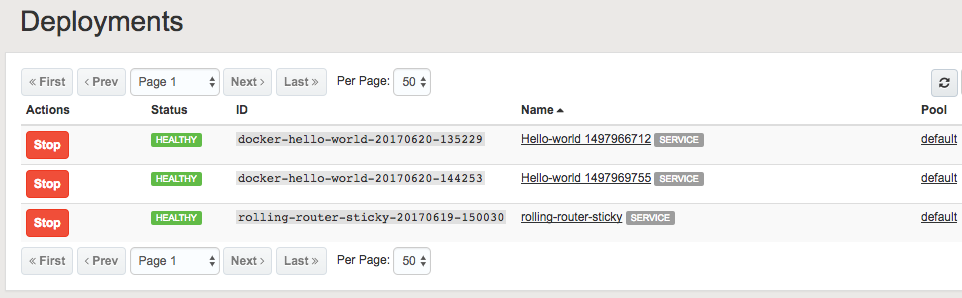 Deployments
« First ‹ Prev Page 1 Next › Last » Per Page: 50
Actions Status ID Name Pool
Stop HEALTHY docker-hello-world-20170620-135229 Hello-world 1497966712 SERVICE default
Stop HEALTHY docker-hello-world-20170620-144253 Hello-world 1497969755 SERVICE default
Stop HEALTHY rolling-router-sticky-20170619-150030 rolling-router-sticky SERVICE default
« First ‹ Prev Page 1 Next › Last » Per Page: 50